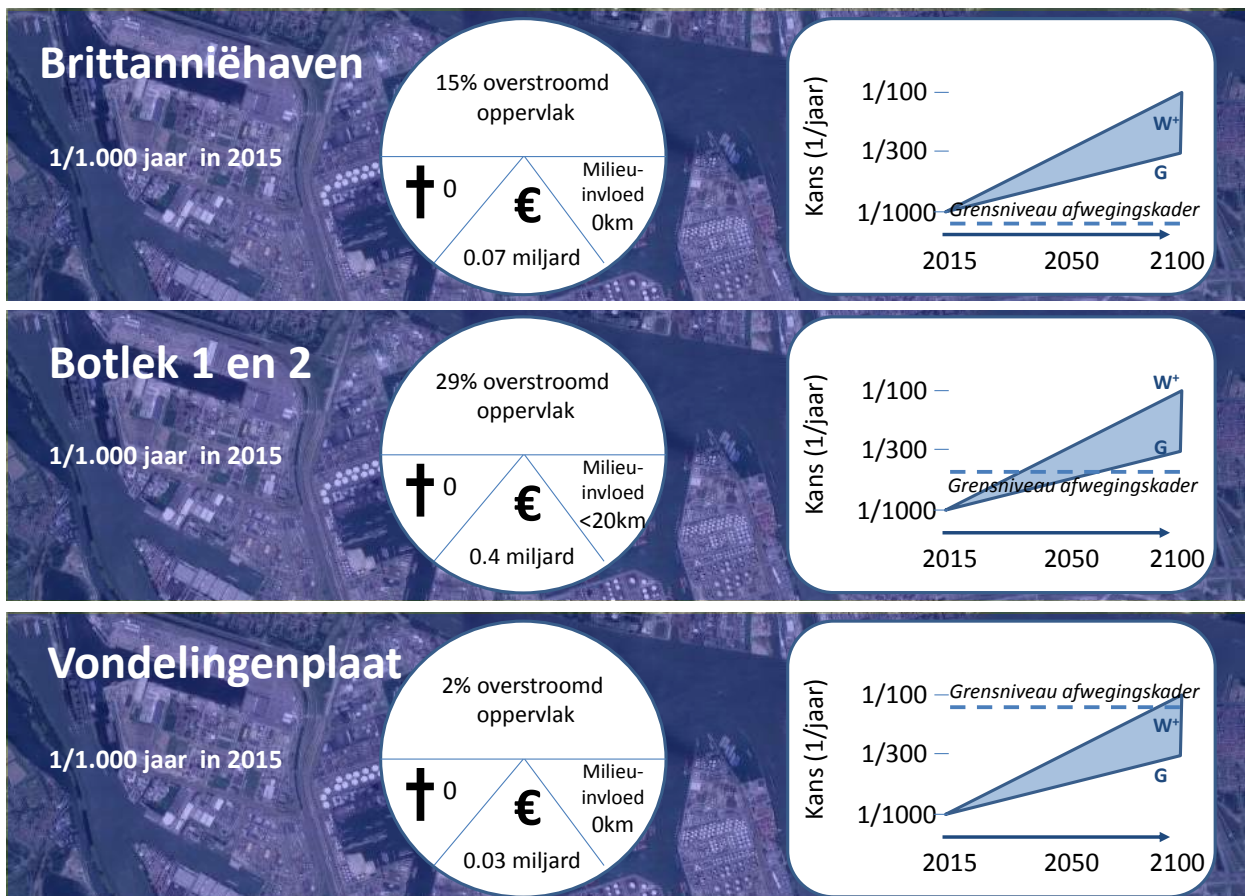 Brittanniëhaven
1/1.000 jaar in 2015
15% overstroomd
oppervlak
0
€
0.07 miljard
Milieu-
invloed
0km
Kans (1/jaar)
1/100
1/300
1/1000
W+
G
Grensniveau afwegingskader
2015 2050 2100
Botlek 1 en 2
1/1.000 jaar in 2015
29% overstroomd
oppervlak
0
€
0.4 miljard
Milieu-
invloed
<20km
Kans (1/jaar)
1/100
1/300
1/1000
W+
G
Grensniveau afwegingskader
2015 2050 2100
Vondelingenplaat
1/1.000 jaar in 2015
2% overstroomd
oppervlak
0
€
0.03 miljard
Milieu-
invloed
0km
Kans (1/jaar)
1/100
1/300
1/1000
Grensniveau afwegingskader
W+
G
2015 2050 2100